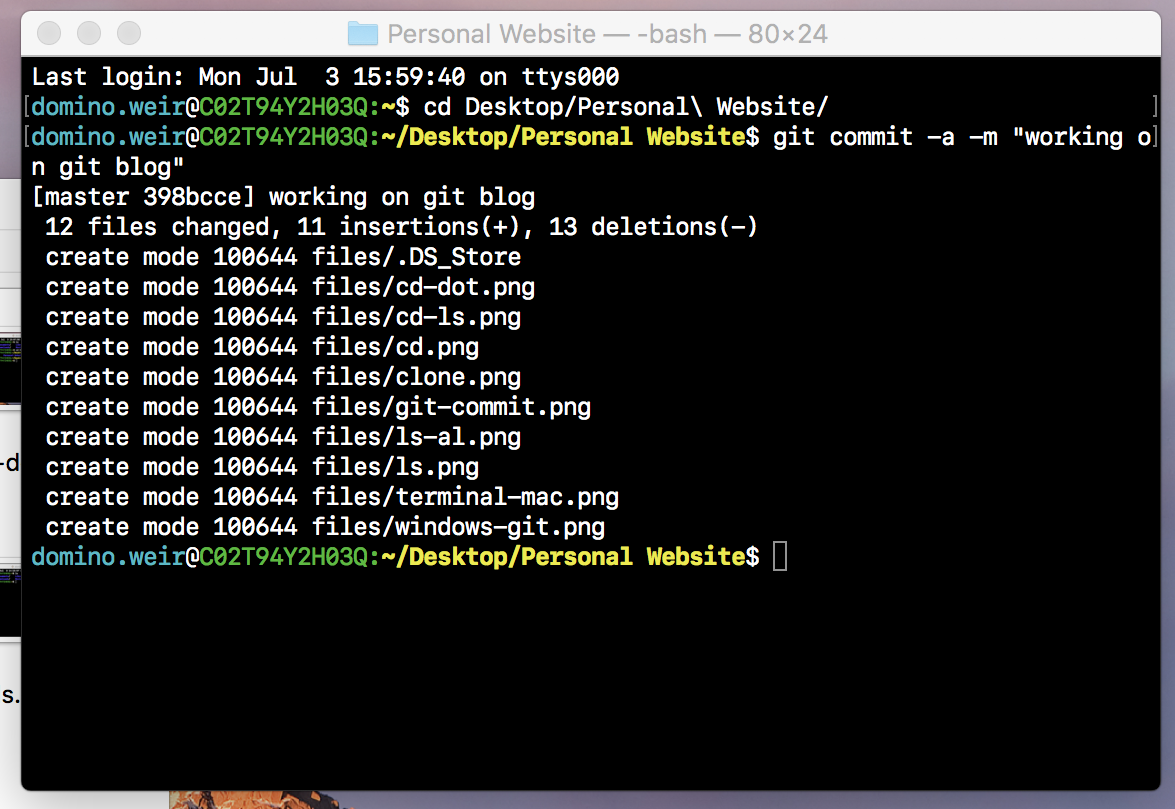 Personal Website — -bash — 80×24
Last login: Mon Jul  3 15:59:40 on ttys000
[domino.weir@C02T94Y2H03Q:~$ cd Desktop/Personal\ Website/ ]
[domino.weir@C02T94Y2H03Q:~/Desktop/Personal Website$ git commit -a -m "working o]
n git blog"
[master 398bcce] working on git blog
 12 files changed, 11 insertions(+), 13 deletions(-)
 create mode 100644 files/.DS_Store
 create mode 100644 files/cd-dot.png
 create mode 100644 files/cd-ls.png
 create mode 100644 files/cd.png
 create mode 100644 files/clone.png
 create mode 100644 files/git-commit.png
 create mode 100644 files/ls-al.png
 create mode 100644 files/ls.png
 create mode 100644 files/terminal-mac.png
 create mode 100644 files/windows-git.png
domino.weir@C02T94Y2H03Q:~/Desktop/Personal Website$
-d
s.